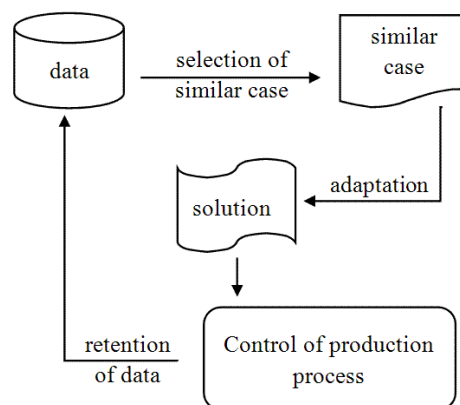 data
selection of
similar case
similar
case
adaptation
solution
Control of production
process
retention
of data